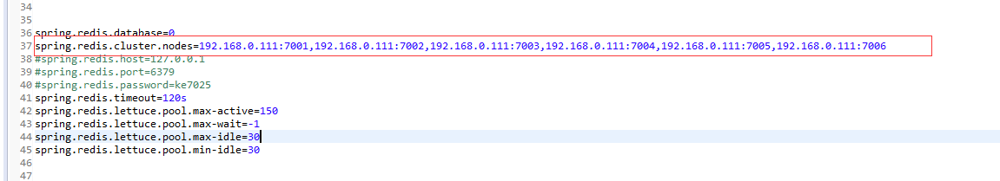 34
35
36 spring.redis.database=0
37 spring.redis.cluster.nodes=192.168.0.111:7001,192.168.0.111:7002,192.168.0.111:7003,192.168.0.111:7004,192.168.0.111:7005,192.168.0.111:7006
38 #spring.redis.host=127.0.0.1
39 #spring.redis.port=6379
40 #spring.redis.password=ke7025
41 spring.redis.timeout=120s
42 spring.redis.lettuce.pool.max-active=150
43 spring.redis.lettuce.pool.max-wait=-1
44 spring.redis.lettuce.pool.max-idle=30
45 spring.redis.lettuce.pool.min-idle=30
46
47